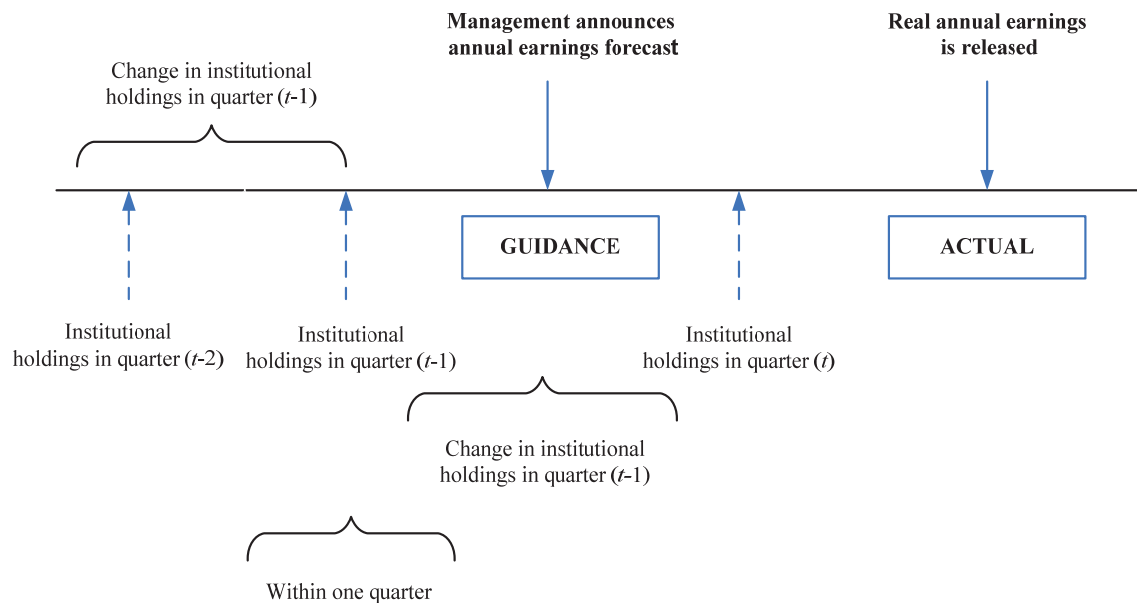 Management announces
annual earnings forecast
Real annual earnings
is released
Change in institutional
holdings in quarter (t-1)
GUIDANCE
ACTUAL
Institutional
holdings in quarter (t-2)
Institutional
holdings in quarter (t-1)
Institutional
holdings in quarter (t)
Change in institutional
holdings in quarter (t-1)
Within one quarter